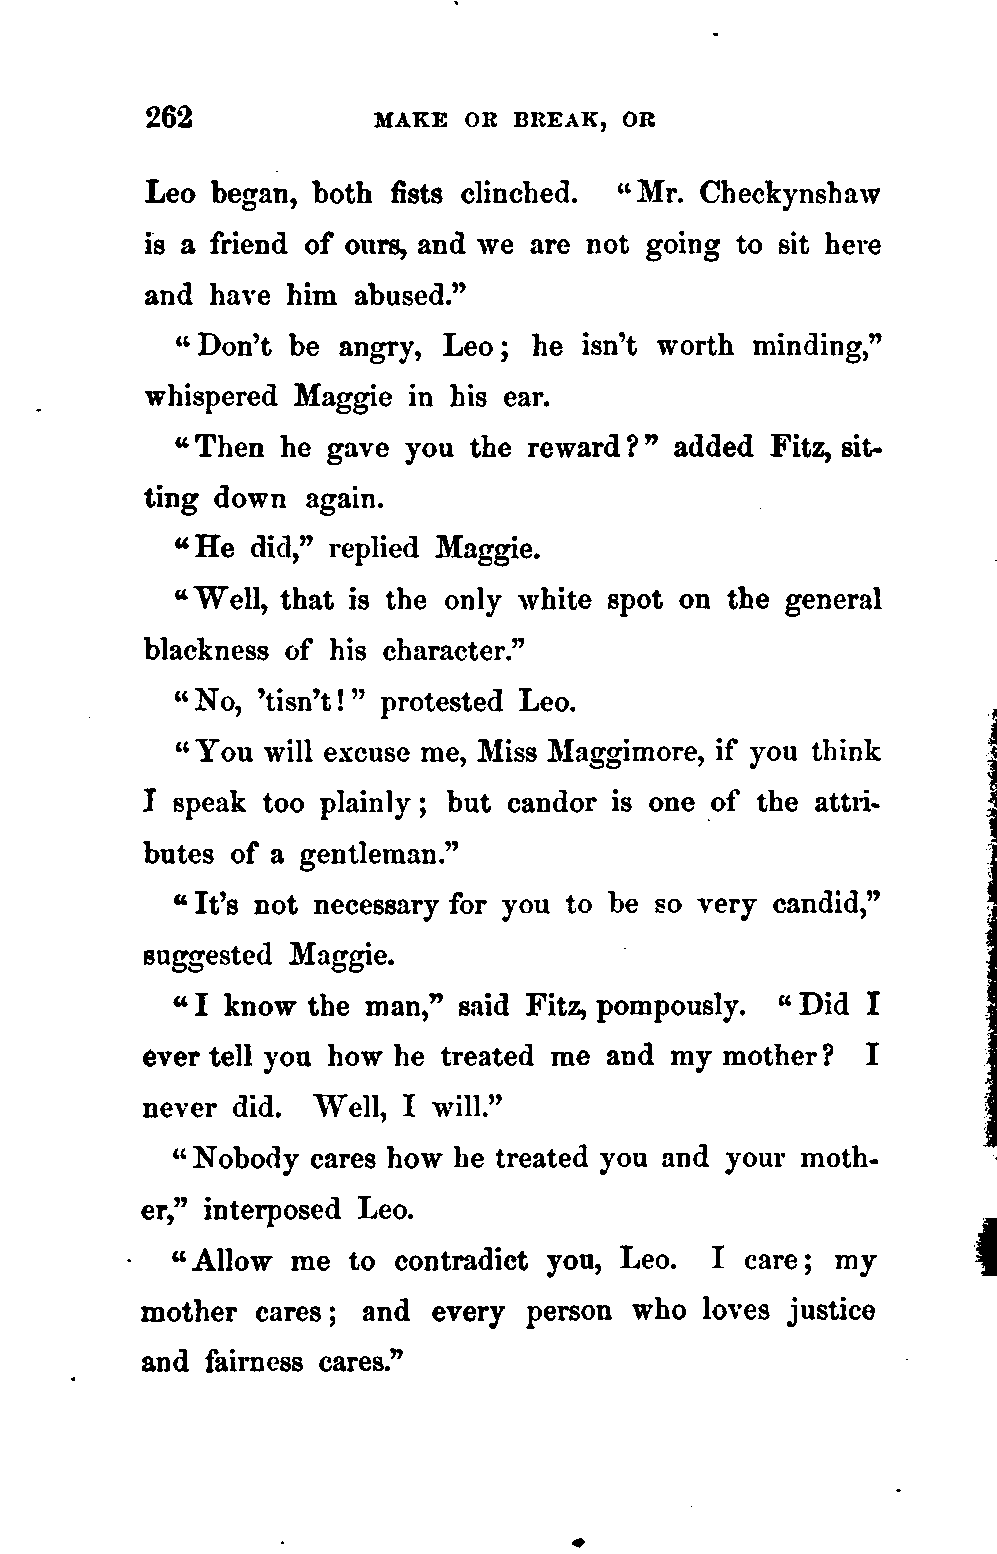 262 MAKE OR BREAK, OR
Leo began, both fists clinched. “Mr. Checkynshaw
is a friend of ours, and we are not going to sit here
and have him abused.”
“Don’t be angry, Leo; he isn’t worth minding,”
whispered Maggie in his ear.
“Then he gave you the reward?” added Fitz, sit-
ting down again.
“He did,” replied Maggie.
“Well, that is the only white spot on the general
blackness of his character.”
“No, ’tisn’t!” protested Leo.
“You will excuse me, Miss Maggimore, if you think
I speak too plainly; but candor is one of the attri-
butes of a gentleman.”
“It’s not necessary for you to be so very candid,”
suggested Maggie.
“I know the man,” said Fitz, pompously. “Did I
ever tell you how he treated me and my mother? I
never did. Well, I will.”
“Nobody cares how he treated you and your moth-
er,” interposed Leo.
“Allow me to contradict you, Leo. I care; my
mother cares; and every person who loves justice
and fairness cares.”